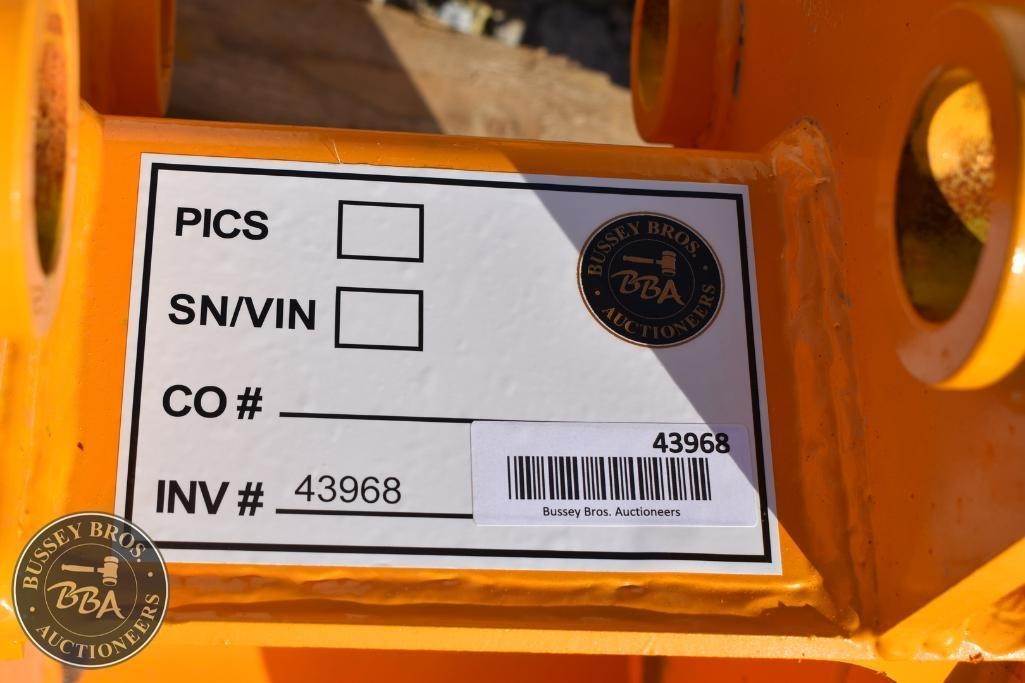 PICS
SN/VIN
CO #
INV # 43968
BUSSEY BROS.
BBA
AUCTIONEERS
43968
Bussey Bros. Auctioneers
BUSSEY BROS.
BBA
AUCTIONEERS